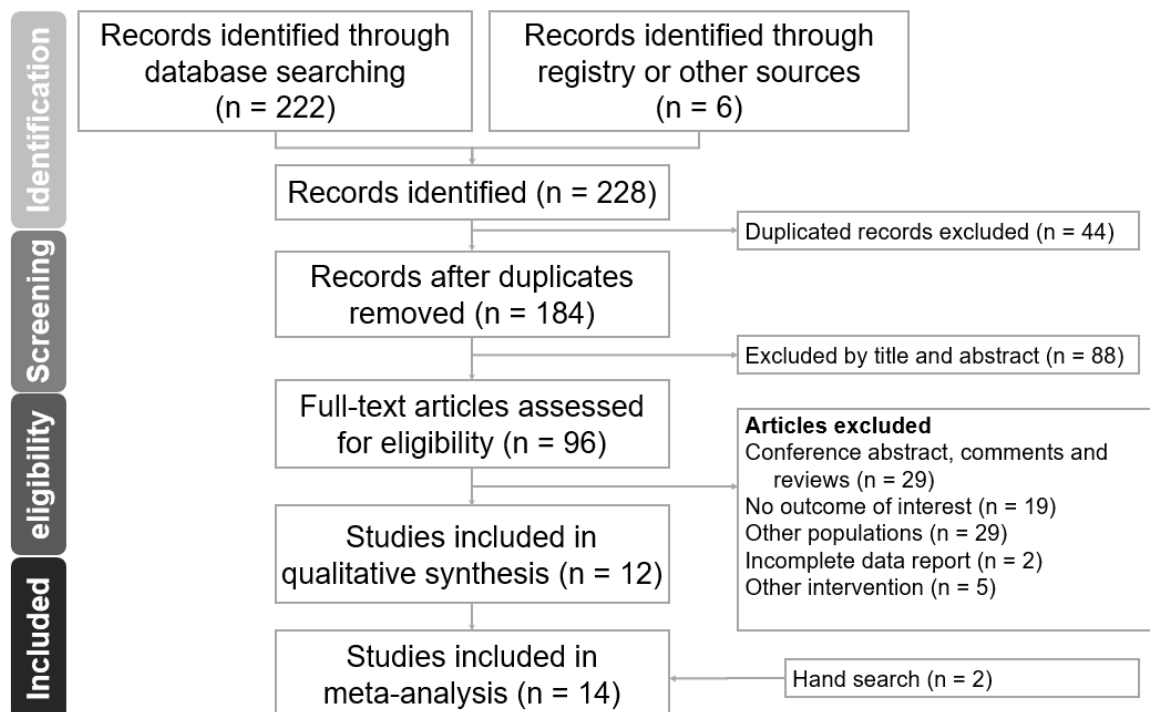 Identification
Records identified through
database searching
(n = 222)
Records identified through
registry or other sources
(n = 6)
Records identified (n = 228)
Duplicated records excluded (n = 44)
Screening
Records after duplicates
removed (n = 184)
Excluded by title and abstract (n = 88)
eligibility
Full-text articles assessed
for eligibility (n = 96)
Articles excluded
Conference abstract, comments and
reviews (n = 29)
No outcome of interest (n = 19)
Other populations (n = 29)
Incomplete data report (n = 2)
Other intervention (n = 5)
Studies included in
qualitative synthesis (n = 12)
Included
Studies included in
meta-analysis (n = 14)
Hand search (n = 2)